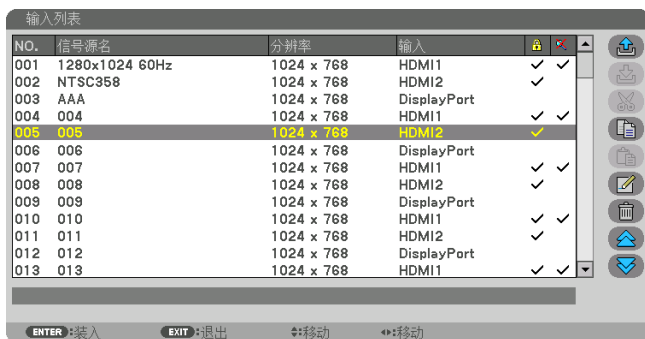 输入列表
NO. 信号源名 分辨率 输入
001 1280x1024 60Hz 1024 x 768 HDMI1 ✓ ✓
002 NTSC358 1024 x 768 HDMI2 ✓
003 AAA 1024 x 768 DisplayPort
004 004 1024 x 768 HDMI1 ✓ ✓
005 005 1024 x 768 HDMI2 ✓
006 006 1024 x 768 DisplayPort
007 007 1024 x 768 HDMI1 ✓ ✓
008 008 1024 x 768 HDMI2 ✓
009 009 1024 x 768 DisplayPort
010 010 1024 x 768 HDMI1 ✓ ✓
011 011 1024 x 768 HDMI2 ✓
012 012 1024 x 768 DisplayPort
013 013 1024 x 768 HDMI1 ✓ ✓
ENTER :装入 EXIT :退出 :移动 :移动